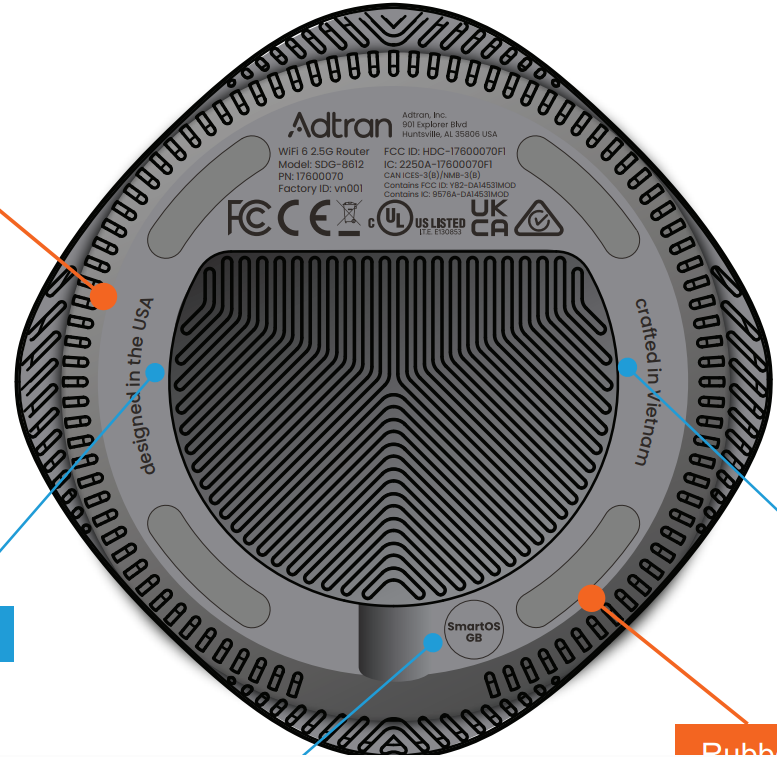 Adtran
Adtran, Inc.
901 Explorer Blvd
Huntsville, AL 35806 USA
WiFi 6 2.5G Router
Model: SDG-8612
PN: 17600070
Factory ID: vn001
FCC ID: HDC-17600070F1
IC: 2250A-17600070F1
CAN ICES-3(B)/NMB-3(B)
Contains FCC ID: YB2-DA14531MOD
Contains IC: 9576A-DA14531MOD
FC CE c UL US LISTED UK CA
I.T.E. E130853
designed in the USA
crafted in Vietnam
SmartOS
GB